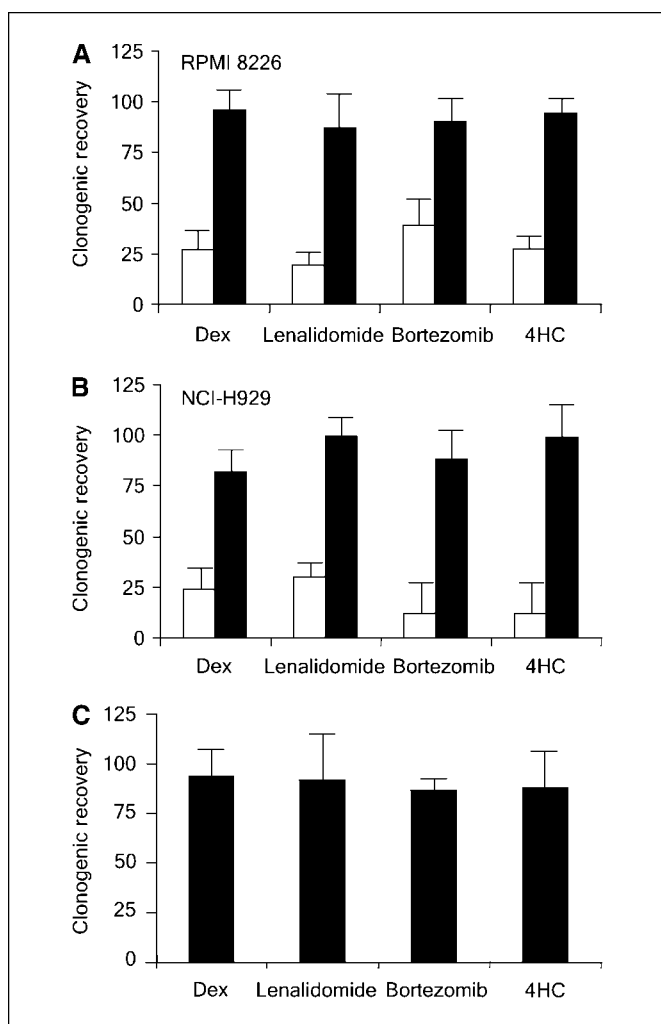 A
RPMI 8226
Clonogenic recovery
125
100
75
50
25
0
Dex Lenalidomide Bortezomib 4HC
B
NCI-H929
Clonogenic recovery
125
100
75
50
25
0
Dex Lenalidomide Bortezomib 4HC
C
Clonogenic recovery
125
100
75
50
25
0
Dex Lenalidomide Bortezomib 4HC